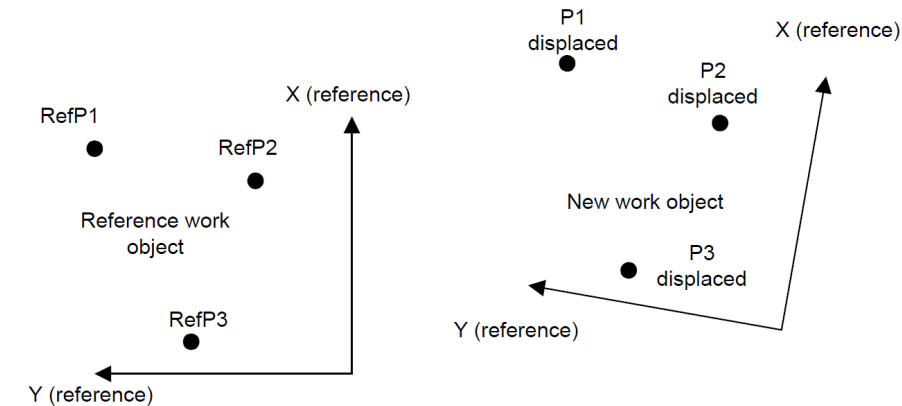 X (reference)
RefP1
RefP2
Reference work
object
RefP3
Y (reference)
P1
displaced
X (reference)
P2
displaced
New work object
P3
displaced
Y (reference)